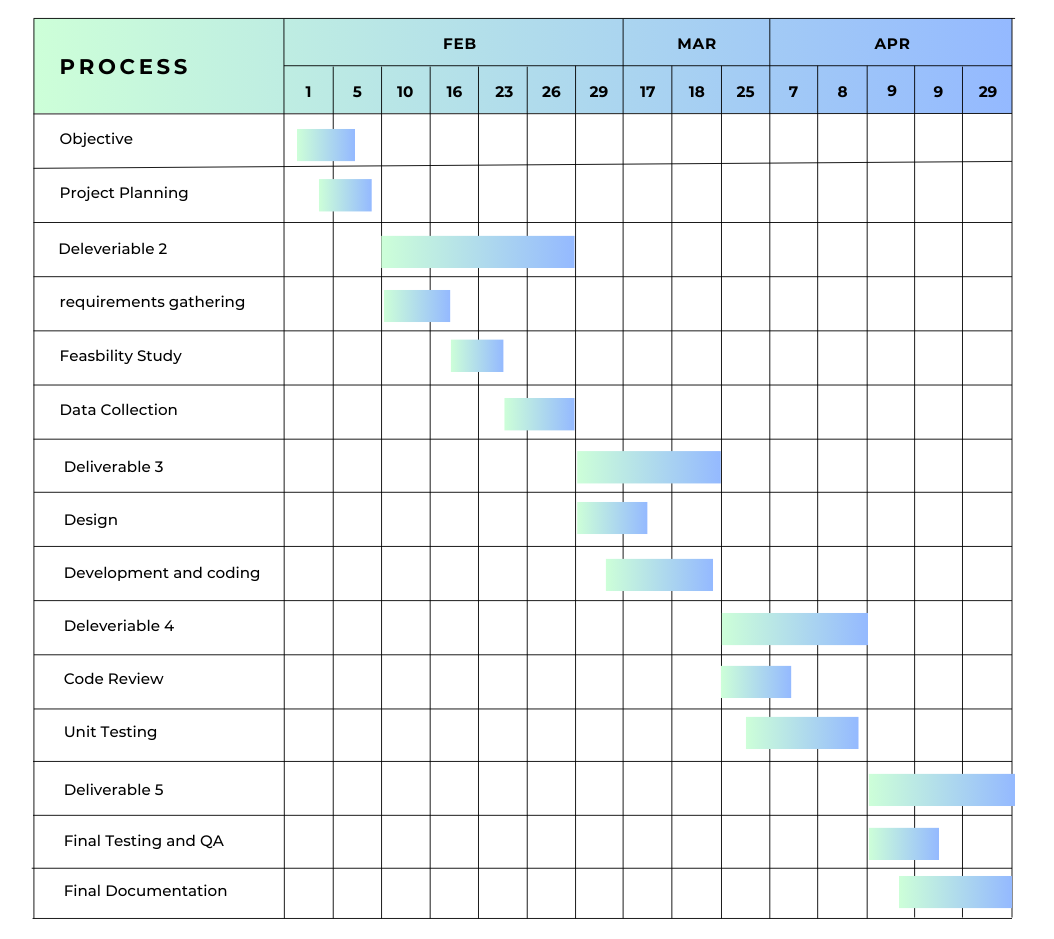 PROCESS
FEB MAR APR
1 5 10 16 23 26 29 17 18 25 7 8 9 9 29
Objective
Project Planning
Deleveriable 2
requirements gathering
Feasbility Study
Data Collection
Deliverable 3
Design
Development and coding
Deleveriable 4
Code Review
Unit Testing
Deliverable 5
Final Testing and QA
Final Documentation